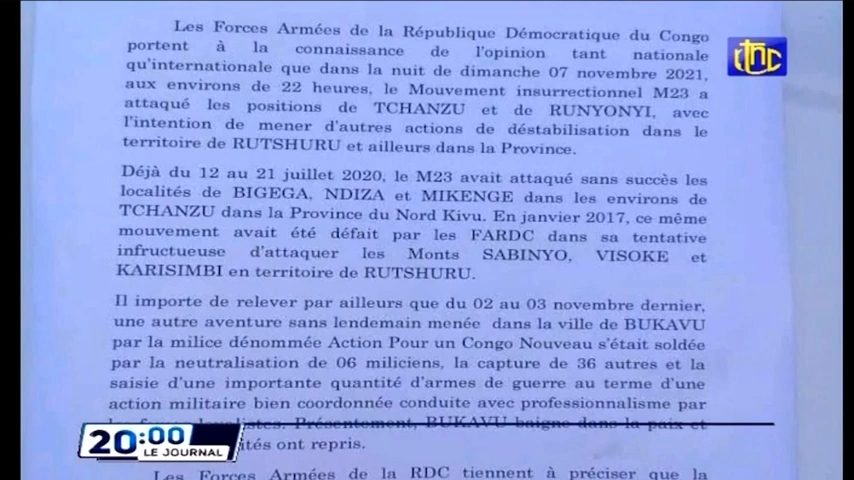 Les Forces Armées de la République Démocratique du Congo
portent à la connaissance de l'opinion tant nationale
qu'internationale que dans la nuit de dimanche 07 novembre 2021,
aux environs de 22 heures, le Mouvement insurrectionnel M23 a
attaqué les positions de TCHANZU et de RUNYONYI, avec
l'intention de mener d'autres actions de déstabilisation dans le
territoire de RUTSHURU et ailleurs dans la Province.
Déjà du 12 au 21 juillet 2020, le M23 avait attaqué sans succès les
localités de BIGEGA, NDIZA et MIKENGE dans les environs de
TCHANZU dans la Province du Nord Kivu. En janvier 2017, ce même
mouvement avait été défait par les FARDC dans sa tentative
infructueuse d'attaquer les Monts SABINYO, VISOKE et
KARISIMBI en territoire de RUTSHURU.
Il importe de relever par ailleurs que du 02 au 03 novembre dernier,
une autre aventure sans lendemain menée dans la ville de BUKAVU
par la milice dénommée Action Pour un Congo Nouveau s'était soldée
par la neutralisation de 06 miliciens, la capture de 36 autres et la
saisie d'une importante quantité d'armes de guerre au terme d'une
action militaire bien coordonnée conduite avec professionnalisme par
Présentement, BUKAVU baigne dans la paix et
ont repris.
Les Forces Armées de la RDC tiennent à préciser que la
rtnc
20:00
LE JOURNAL